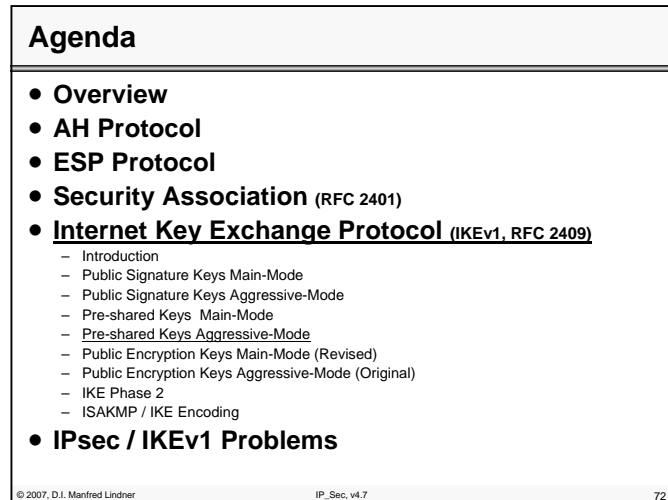 Agenda
• Overview
• AH Protocol
• ESP Protocol
• Security Association (RFC 2401)
• Internet Key Exchange Protocol (IKEv1, RFC 2409)
– Introduction
– Public Signature Keys Main-Mode
– Public Signature Keys Aggressive-Mode
– Pre-shared Keys Main-Mode
– Pre-shared Keys Aggressive-Mode
– Public Encryption Keys Main-Mode (Revised)
– Public Encryption Keys Aggressive-Mode (Original)
– IKE Phase 2
– ISAKMP / IKE Encoding
• IPsec / IKEv1 Problems
© 2007, D.I. Manfred Lindner IP_Sec, v4.7 72